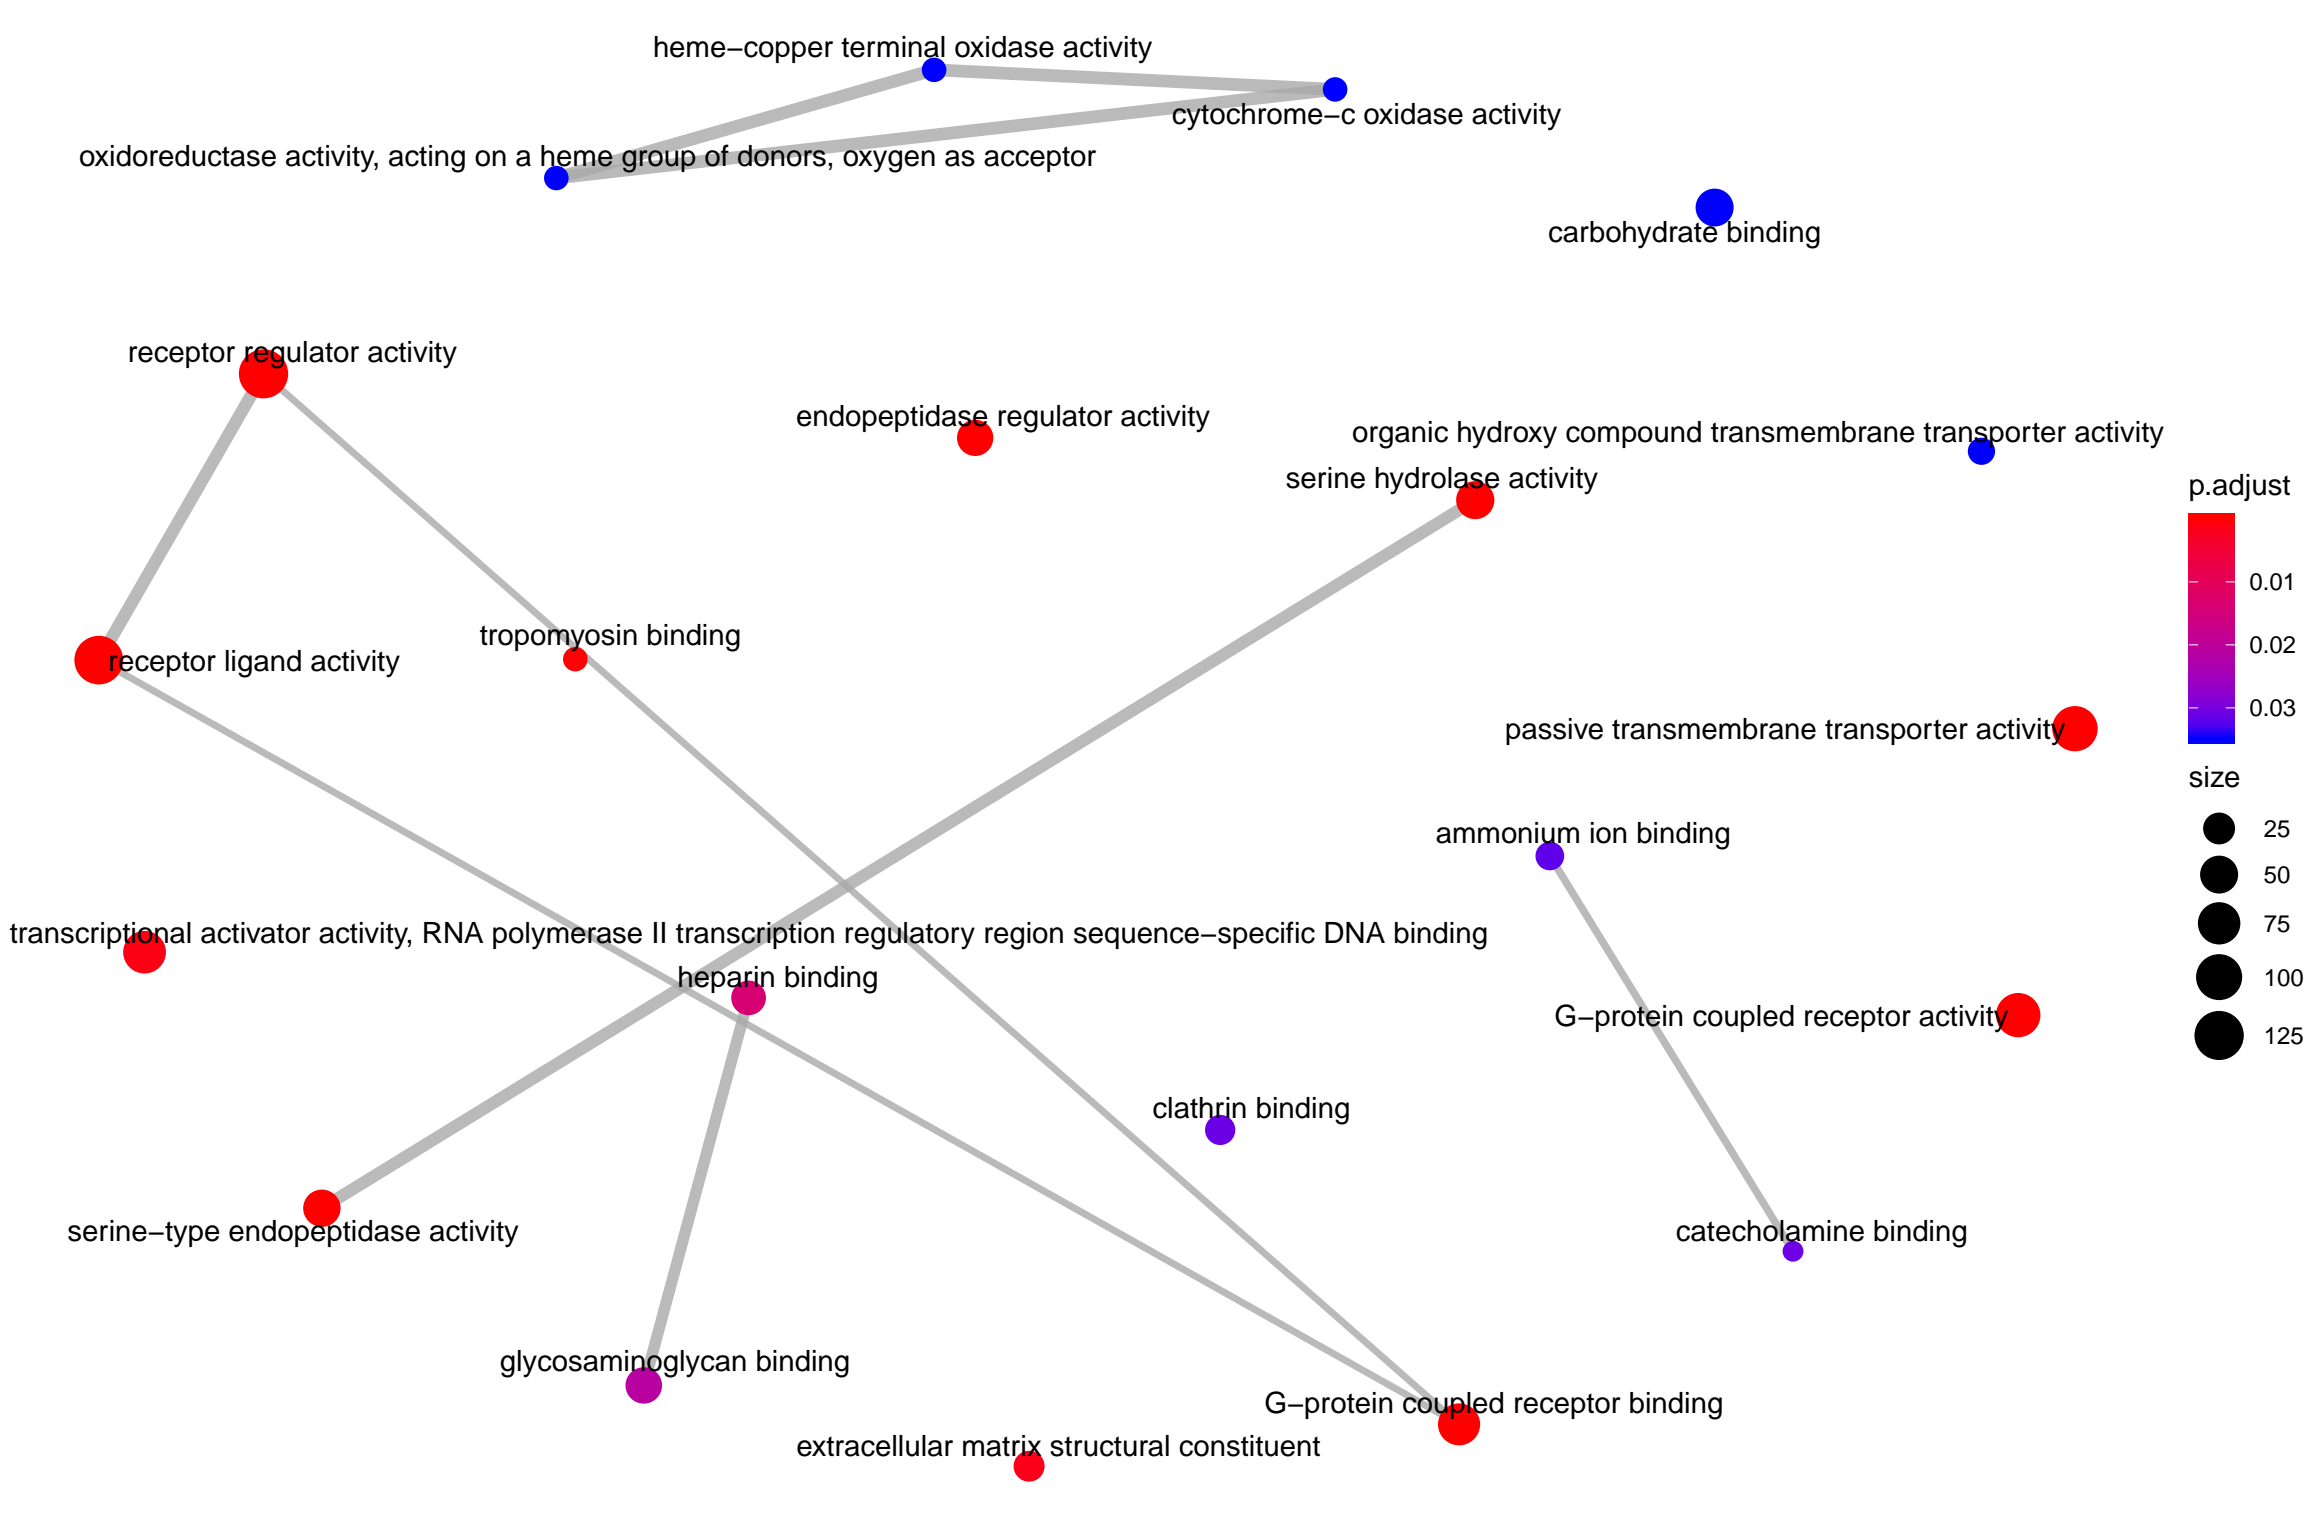 heme−copper terminal oxidase activity
cytochrome−c oxidase activity
oxidoreductase activity, acting on a heme group of donors, oxygen as acceptor
carbohydrate binding
receptor regulator activity
endopeptidase regulator activity
organic hydroxy compound transmembrane transporter activity
serine hydrolase activity
p.adjust
0.01
0.02
0.03
tropomyosin binding
receptor ligand activity
passive transmembrane transporter activity
size
25
50
75
100
125
ammonium ion binding
transcriptional activator activity, RNA polymerase II transcription regulatory region sequence−specific DNA binding
heparin binding
G−protein coupled receptor activity
clathrin binding
serine−type endopeptidase activity
catecholamine binding
glycosaminoglycan binding
G−protein coupled receptor binding
extracellular matrix structural constituent